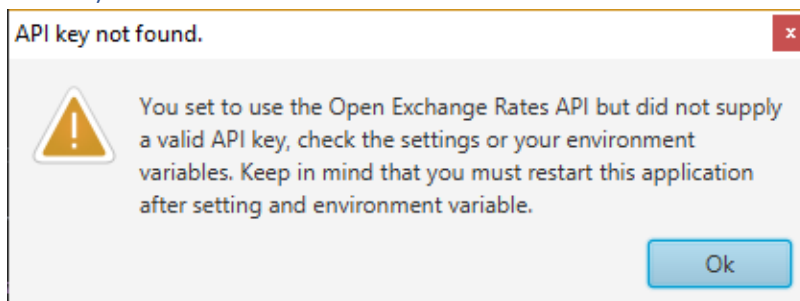 API key not found.
x
You set to use the Open Exchange Rates API but did not supply
a valid API key, check the settings or your environment
variables. Keep in mind that you must restart this application
after setting and environment variable.
Ok